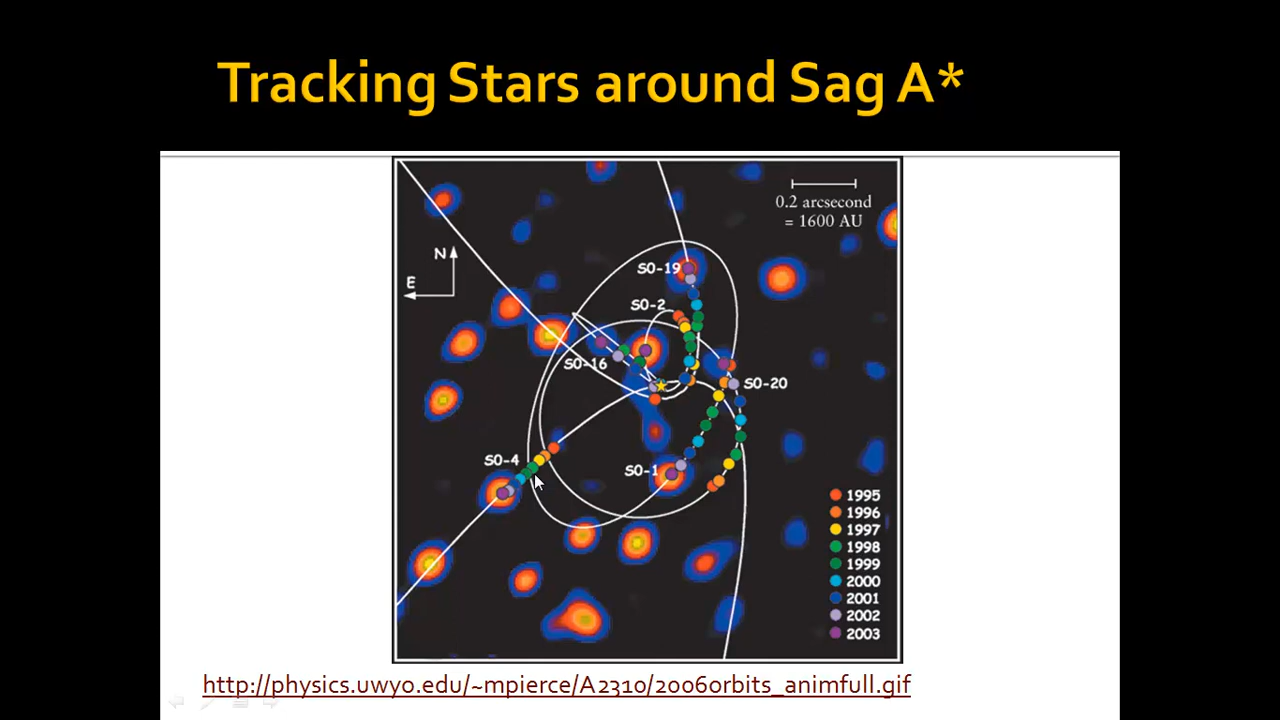 Tracking Stars around Sag A*
0.2 arcsecond
= 1600 AU
N
E
S0-19
S0-2
S0-16
S0-20
S0-4
S0-1
1995
1996
1997
1998
1999
2000
2001
2002
2003
http://physics.uwyo.edu/~mpierce/A2310/2006orbits_animfull.gif